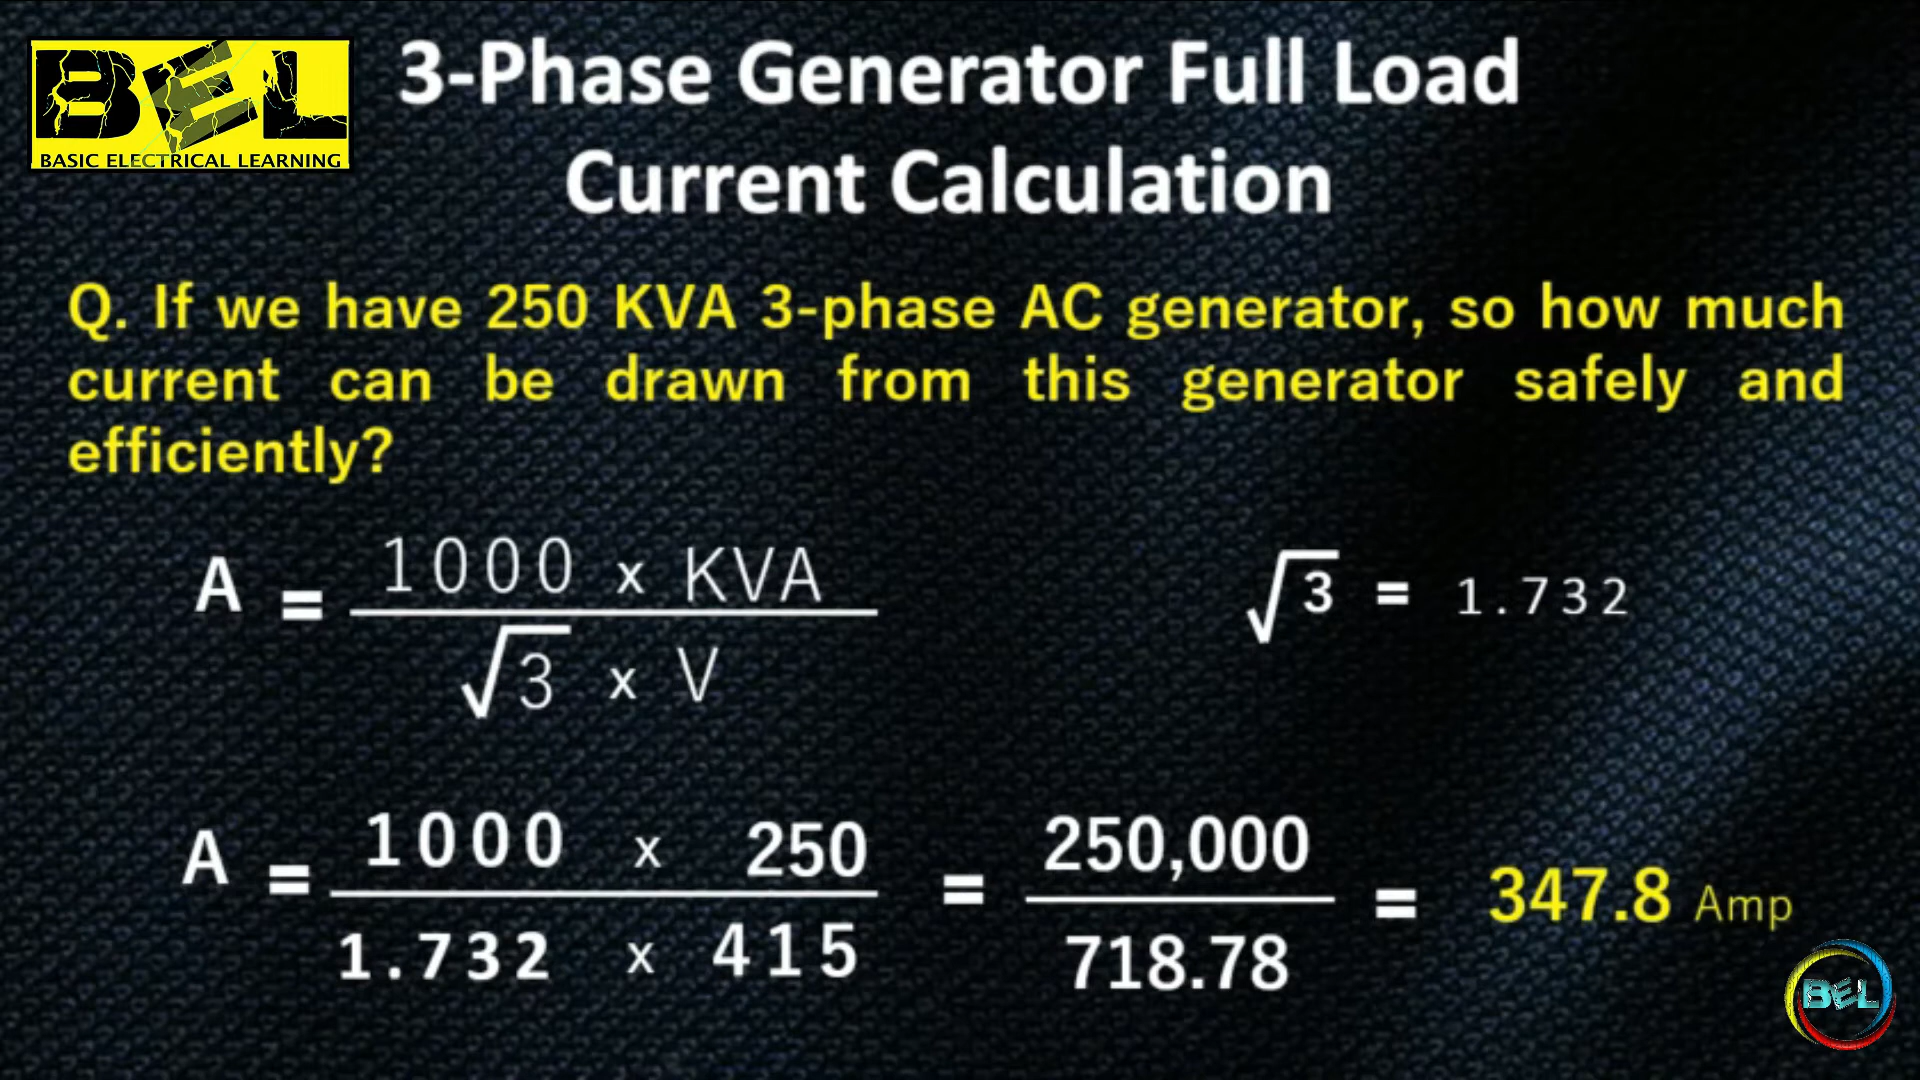 BEL
BASIC ELECTRICAL LEARNING
3-Phase Generator Full Load
Current Calculation
Q. If we have 250 KVA 3-phase AC generator, so how much
current can be drawn from this generator safely and
efficiently?
A = 1000 x KVA
√3 x V
√3 = 1.732
A = 1000 x 250 = 250,000 = 347.8 Amp
1.732 x 415 718.78
BEL